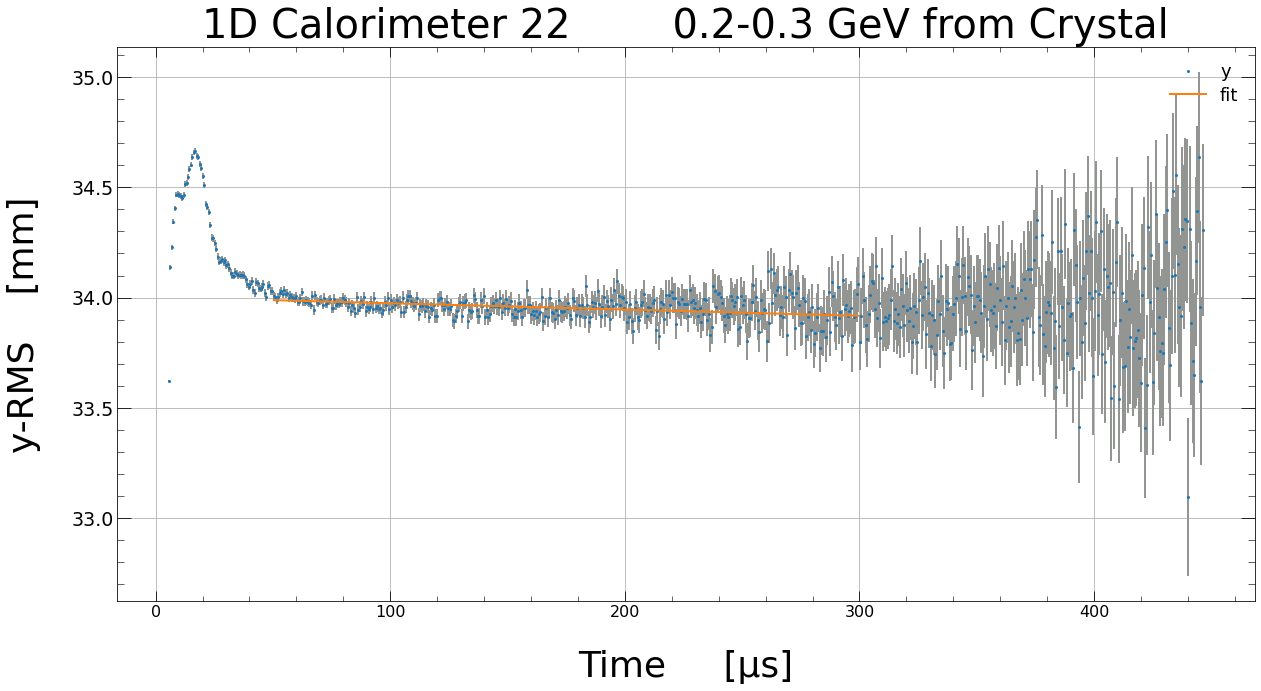 1D Calorimeter 22 0.2-0.3 GeV from Crystal
y
fit
35.0
34.5
34.0
33.5
33.0
y-RMS [mm]
0 100 200 300 400
Time [μs]